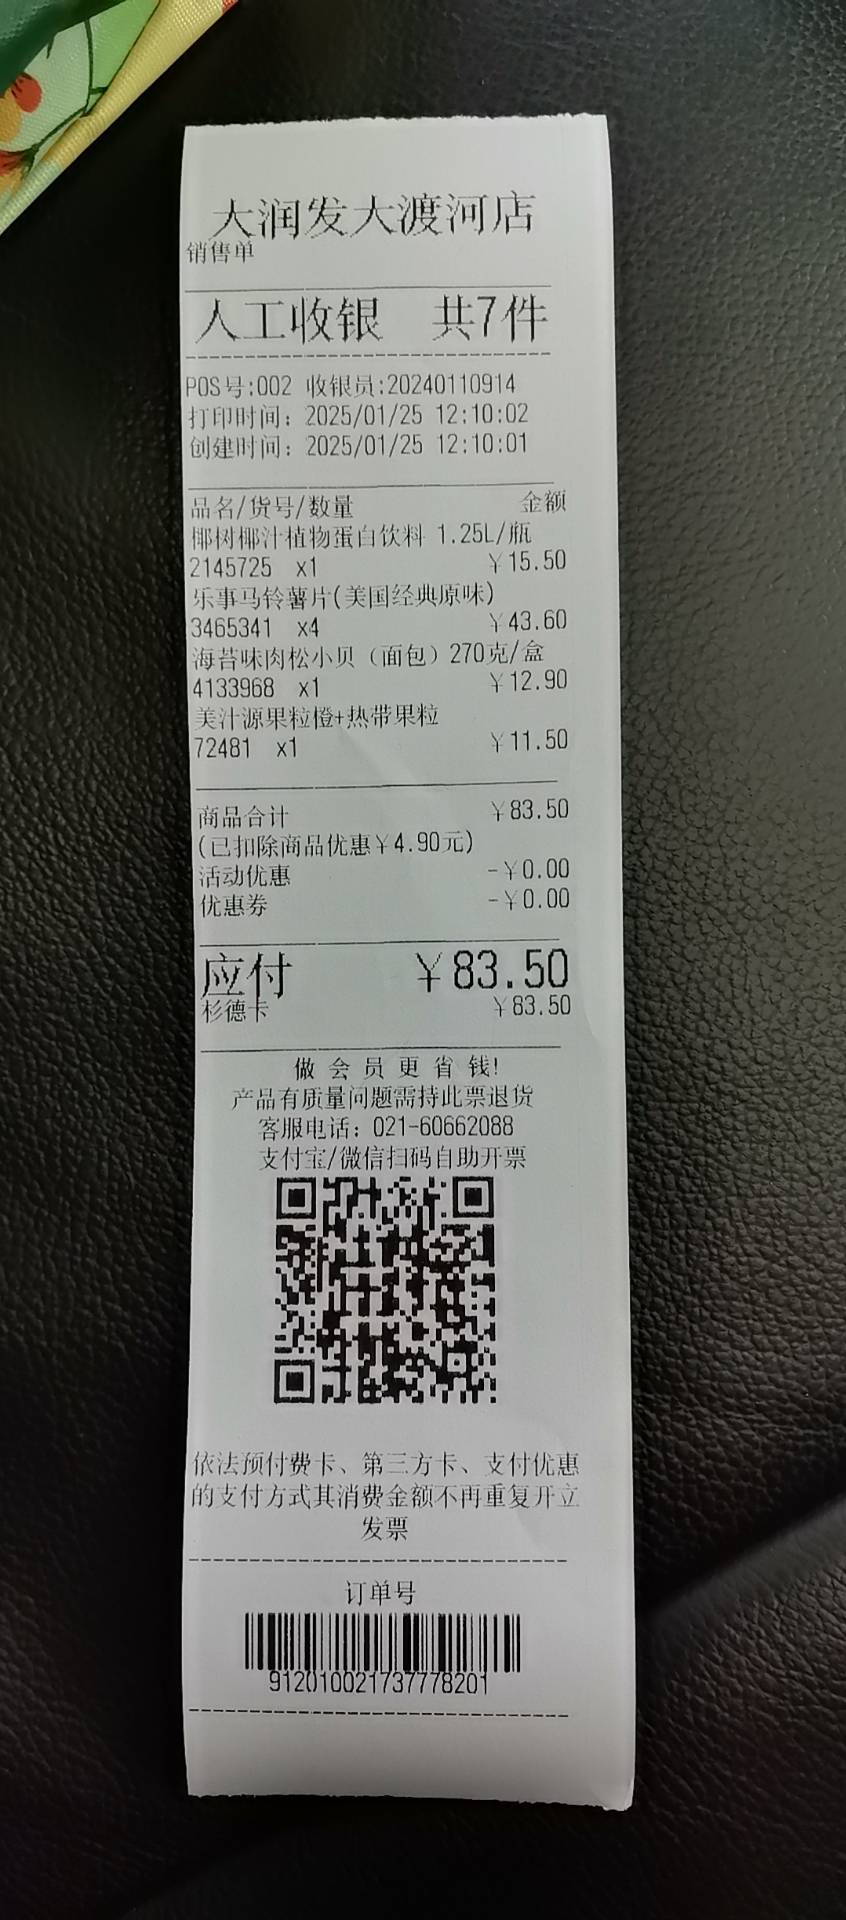 大润发大渡河店
销售单
人工收银 共7件
POS号:002 收银员:20240110914
打印时间: 2025/01/25 12:10:02
创建时间: 2025/01/25 12:10:01
品名/货号/数量 金额
椰树椰汁植物蛋白饮料 1.25L/瓶
2145725 x1 ￥15.50
乐事马铃薯片(美国经典原味)
3465341 x4 ￥43.60
海苔味肉松小贝（面包）270克/盒
4133968 x1 ￥12.90
美汁源果粒橙+热带果粒
72481 x1 ￥11.50
商品合计 ￥83.50
(已扣除商品优惠￥4.90元)
活动优惠 -￥0.00
优惠券 -￥0.00
应付 ￥83.50
杉德卡 ￥83.50
做会员更省钱!
产品有质量问题需持此票退货
客服电话: 021-60662088
支付宝/微信扫码自助开票
依法预付费卡、第三方卡、支付优惠
的支付方式其消费金额不再重复开立
发票
订单号
912010021737778201